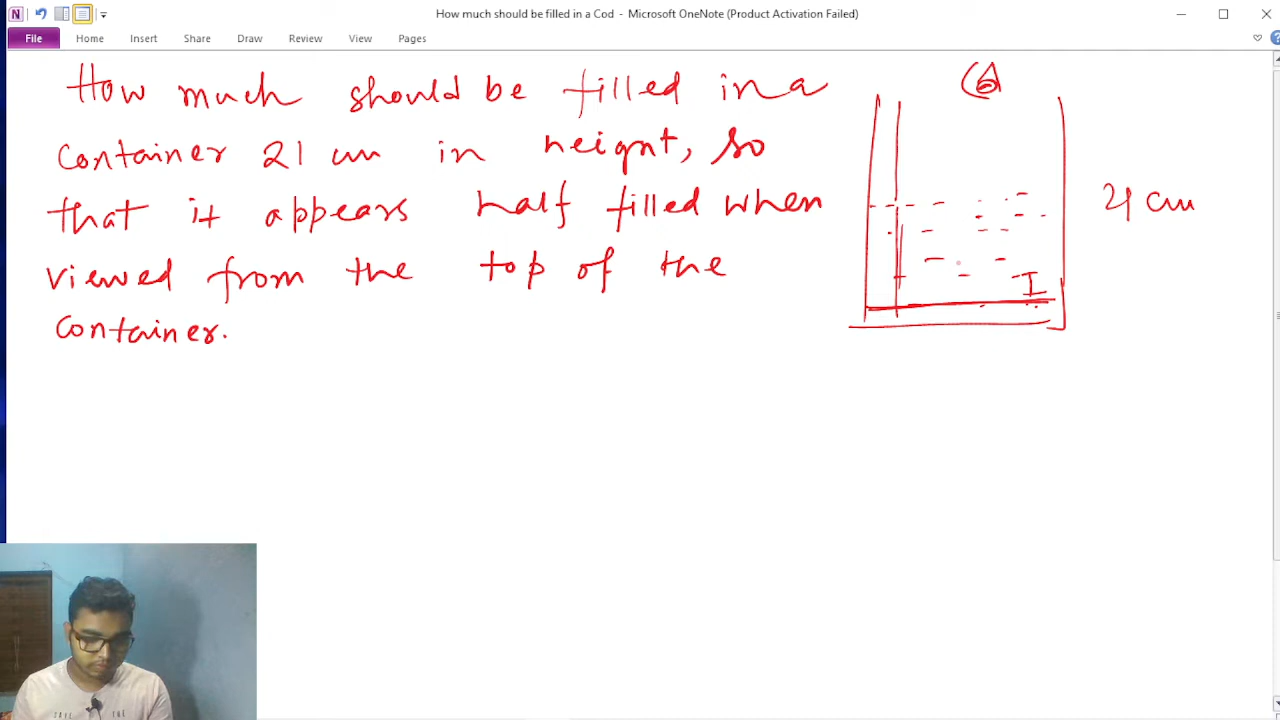 How much should be filled in a Cod - Microsoft OneNote (Product Activation Failed)
File Home Insert Share Draw Review View Pages
How much should be filled in a
container 21 cm in height, so
that it appears half filled when
viewed from the top of the
container.
21 cm
I
SAVE THE